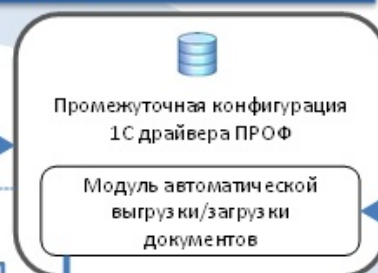 Промежуточная конфигурация
1С драйвера ПРОФ
Модуль автоматической
выгрузки/загрузки
документов